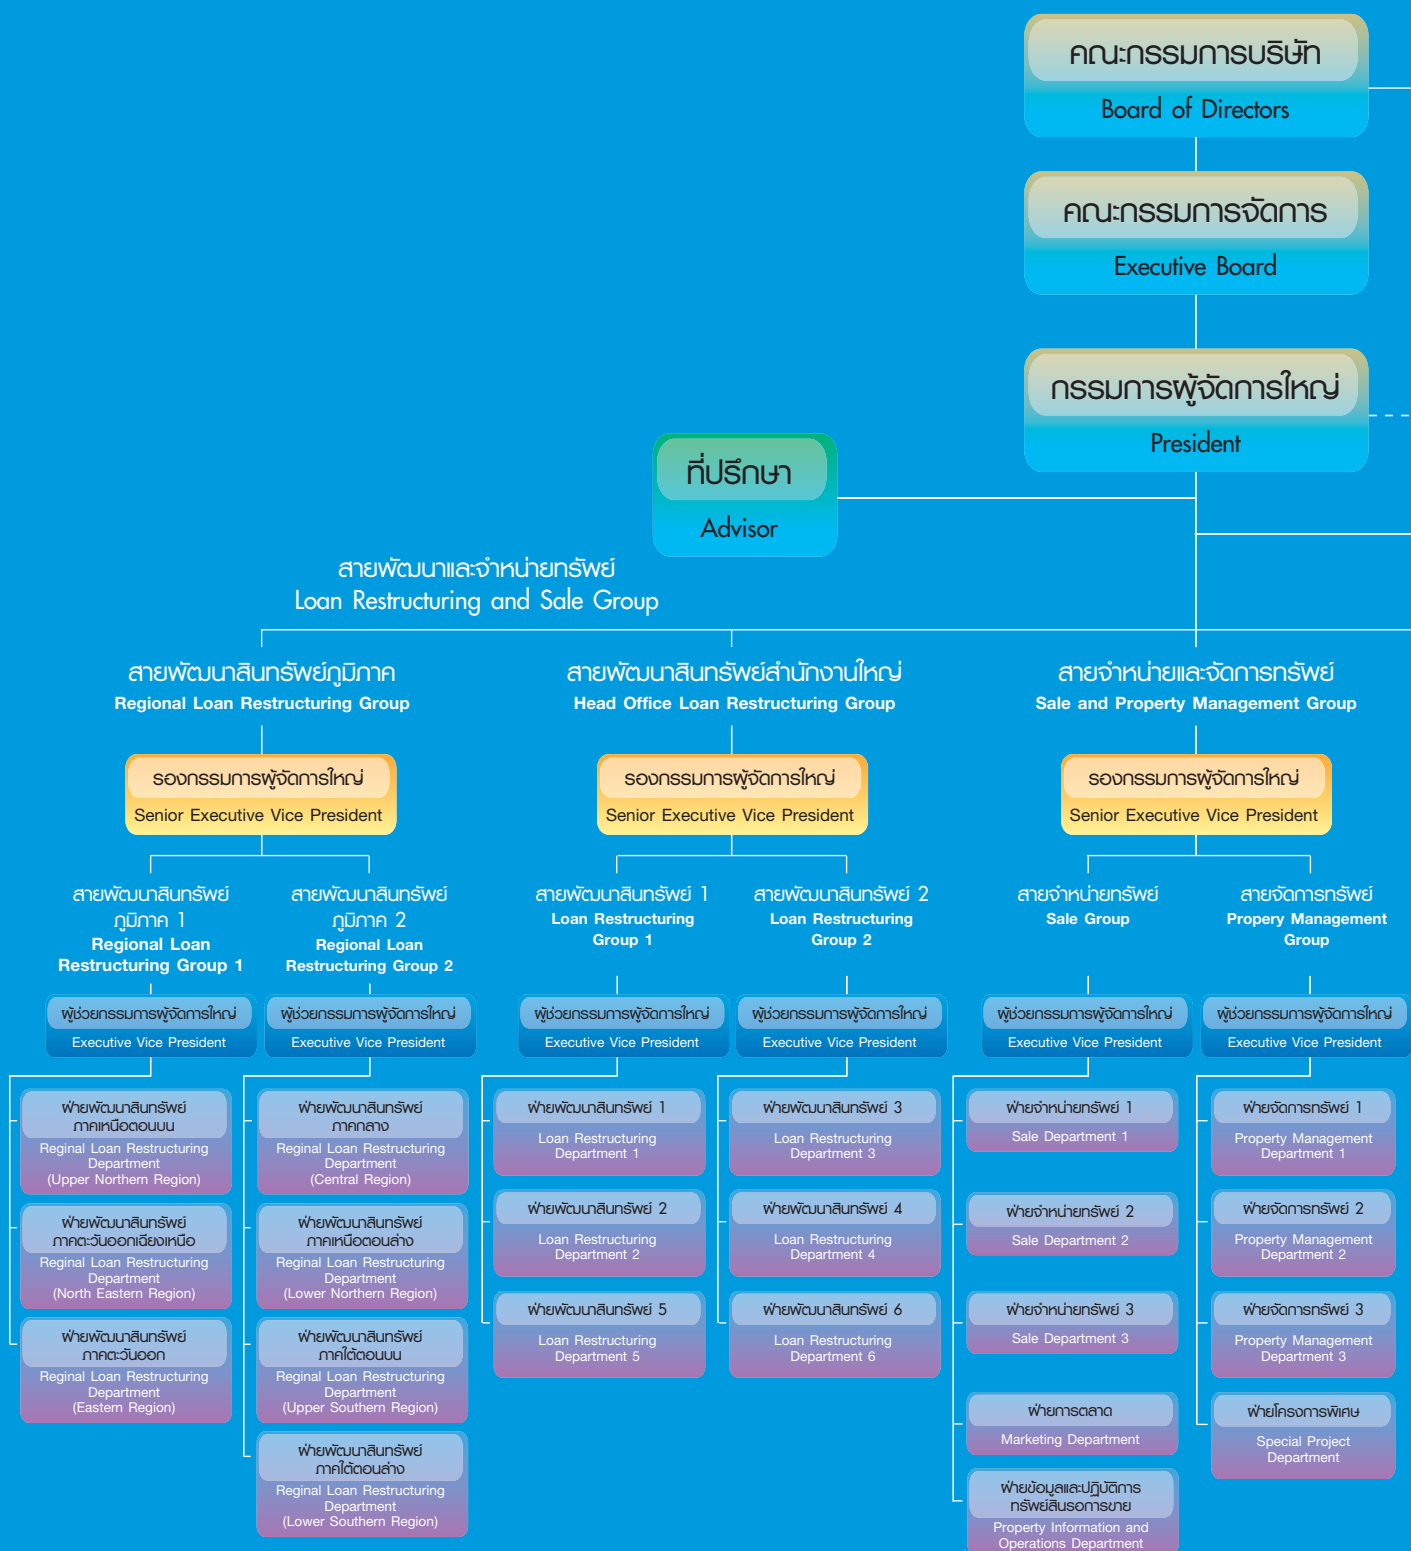 คณะกรรมการบริษัท
Board of Directors
คณะกรรมการจัดการ
Executive Board
กรรมการผู้จัดการใหญ่
President
ที่ปรึกษา
Advisor
สายพัฒนาและจำหน่ายทรัพย์
Loan Restructuring and Sale Group
สายพัฒนาสินทรัพย์ภูมิภาค
Regional Loan Restructuring Group
รองกรรมการผู้จัดการใหญ่
Senior Executive Vice President
สายพัฒนาสินทรัพย์
ภูมิภาค 1
Regional Loan
Restructuring Group 1
ผู้ช่วยกรรมการผู้จัดการใหญ่
Executive Vice President
ฝ่ายพัฒนาสินทรัพย์
ภาคเหนือตอนบน
Reginal Loan Restructuring
Department
(Upper Northern Region)
ฝ่ายพัฒนาสินทรัพย์
ภาคตะวันออกเฉียงเหนือ
Reginal Loan Restructuring
Department
(North Eastern Region)
ฝ่ายพัฒนาสินทรัพย์
ภาคตะวันออก
Reginal Loan Restructuring
Department
(Eastern Region)
สายพัฒนาสินทรัพย์
ภูมิภาค 2
Regional Loan
Restructuring Group 2
ผู้ช่วยกรรมการผู้จัดการใหญ่
Executive Vice President
ฝ่ายพัฒนาสินทรัพย์
ภาคกลาง
Reginal Loan Restructuring
Department
(Central Region)
ฝ่ายพัฒนาสินทรัพย์
ภาคเหนือตอนล่าง
Reginal Loan Restructuring
Department
(Lower Northern Region)
ฝ่ายพัฒนาสินทรัพย์
ภาคใต้ตอนบน
Reginal Loan Restructuring
Department
(Upper Southern Region)
ฝ่ายพัฒนาสินทรัพย์
ภาคใต้ตอนล่าง
Reginal Loan Restructuring
Department
(Lower Southern Region)
สายพัฒนาสินทรัพย์สำนักงานใหญ่
Head Office Loan Restructuring Group
รองกรรมการผู้จัดการใหญ่
Senior Executive Vice President
สายพัฒนาสินทรัพย์ 1
Loan Restructuring
Group 1
ผู้ช่วยกรรมการผู้จัดการใหญ่
Executive Vice President
ฝ่ายพัฒนาสินทรัพย์ 1
Loan Restructuring
Department 1
ฝ่ายพัฒนาสินทรัพย์ 2
Loan Restructuring
Department 2
ฝ่ายพัฒนาสินทรัพย์ 5
Loan Restructuring
Department 5
สายพัฒนาสินทรัพย์ 2
Loan Restructuring
Group 2
ผู้ช่วยกรรมการผู้จัดการใหญ่
Executive Vice President
ฝ่ายพัฒนาสินทรัพย์ 3
Loan Restructuring
Department 3
ฝ่ายพัฒนาสินทรัพย์ 4
Loan Restructuring
Department 4
ฝ่ายพัฒนาสินทรัพย์ 6
Loan Restructuring
Department 6
สายจำหน่ายและจัดการทรัพย์
Sale and Property Management Group
รองกรรมการผู้จัดการใหญ่
Senior Executive Vice President
สายจำหน่ายทรัพย์
Sale Group
ผู้ช่วยกรรมการผู้จัดการใหญ่
Executive Vice President
ฝ่ายจำหน่ายทรัพย์ 1
Sale Department 1
ฝ่ายจำหน่ายทรัพย์ 2
Sale Department 2
ฝ่ายจำหน่ายทรัพย์ 3
Sale Department 3
ฝ่ายการตลาด
Marketing Department
ฝ่ายข้อมูลและปฏิบัติการ
ทรัพย์สินรอการขาย
Property Information and
Operations Department
สายจัดการทรัพย์
Propery Management
Group
ผู้ช่วยกรรมการผู้จัดการใหญ่
Executive Vice President
ฝ่ายจัดการทรัพย์ 1
Property Management
Department 1
ฝ่ายจัดการทรัพย์ 2
Property Management
Department 2
ฝ่ายจัดการทรัพย์ 3
Property Management
Department 3
ฝ่ายโครงการพิเศษ
Special Project
Department